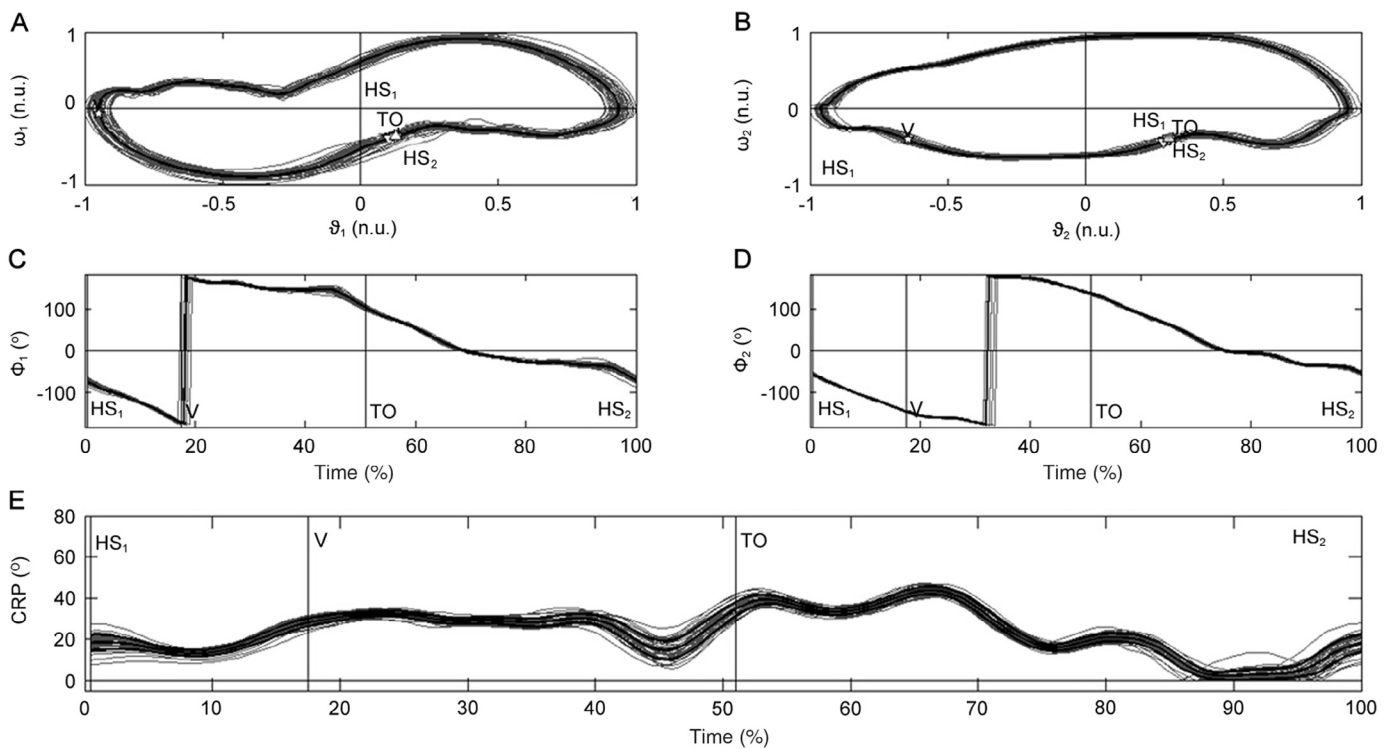 A
B
1
0
-1
-1
-0.5
0
0.5
1
ω₁ (n.u.)
ϑ₁ (n.u.)
V
HS₁
TO
HS₂
1
0
-1
-1
-0.5
0
0.5
1
ω₂ (n.u.)
ϑ₂ (n.u.)
V
HS₁
TO
HS₂
HS₁
C
D
100
0
-100
Φ₁ (º)
HS₁
V
TO
HS₂
0
20
40
60
80
100
Time (%)
100
0
-100
Φ₂ (º)
HS₁
V
TO
HS₂
0
20
40
60
80
100
Time (%)
E
80
60
40
20
0
CRP (º)
HS₁
V
TO
HS₂
0
10
20
30
40
50
60
70
80
90
100
Time (%)